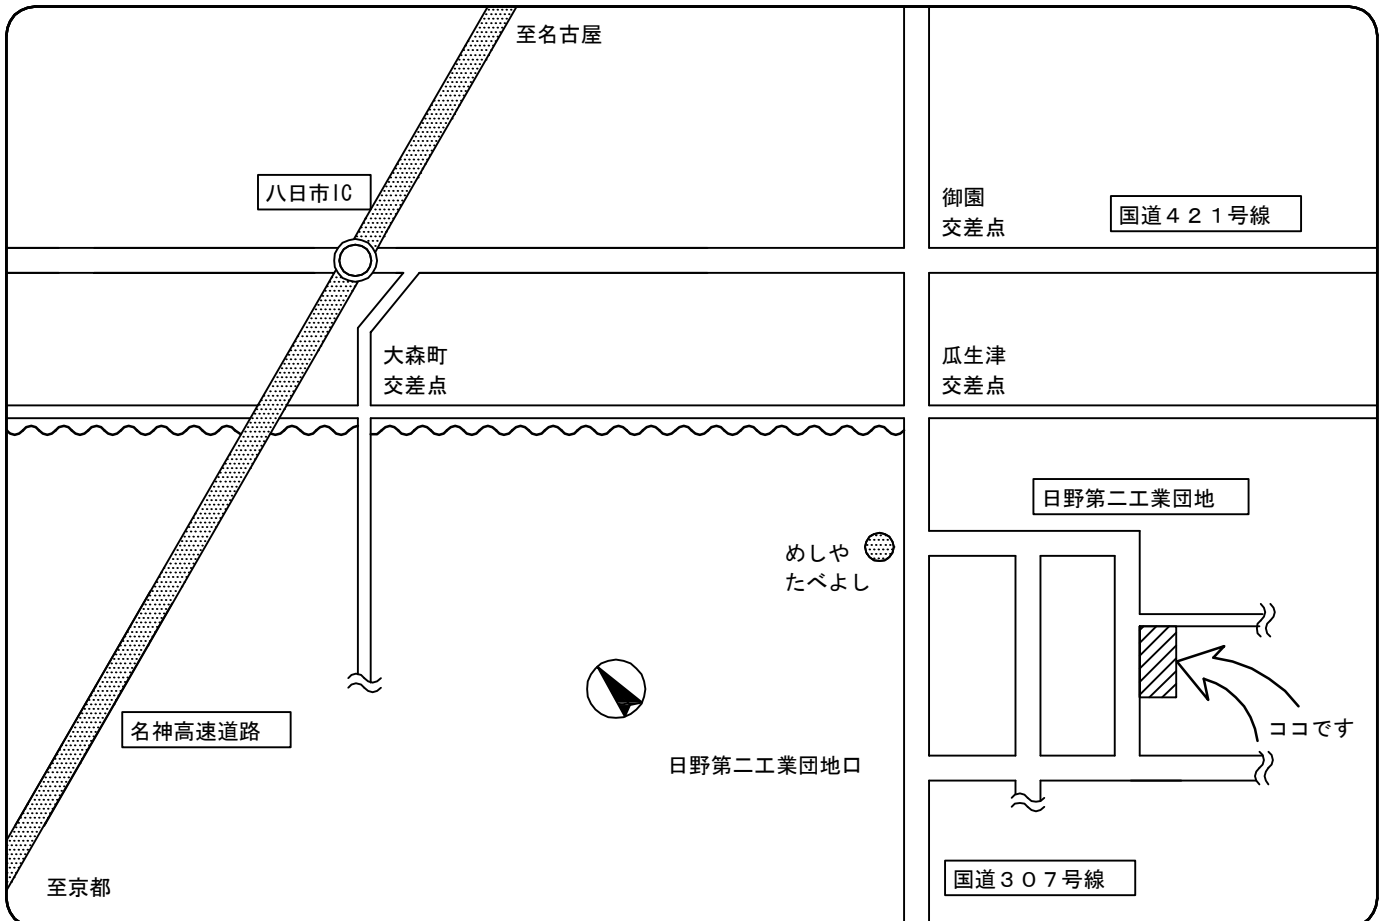 至名古屋
八日市IC
御園
交差点
国道４２１号線
大森町
交差点
瓜生津
交差点
日野第二工業団地
めしや
たべよし
名神高速道路
ココです
日野第二工業団地口
至京都
国道３０７号線